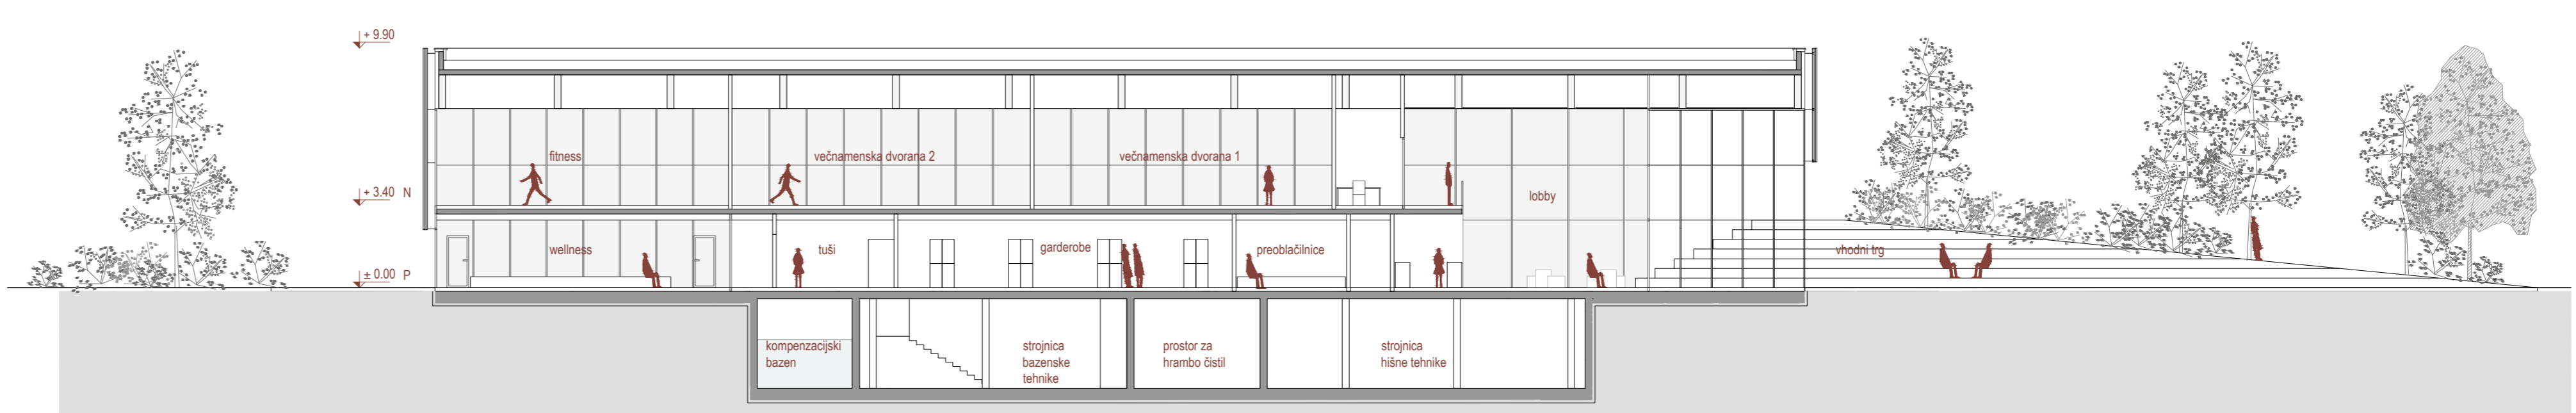 + 9.90
fitness
večnamenska dvorana 2
večnamenska dvorana 1
+ 3.40 N
lobby
wellness
tuši
garderobe
preoblačilnice
vhodni trg
± 0.00 P
kompenzacijski
bazen
strojnica
bazenske
tehnike
prostor za
hrambo čistil
strojnica
hišne tehnike